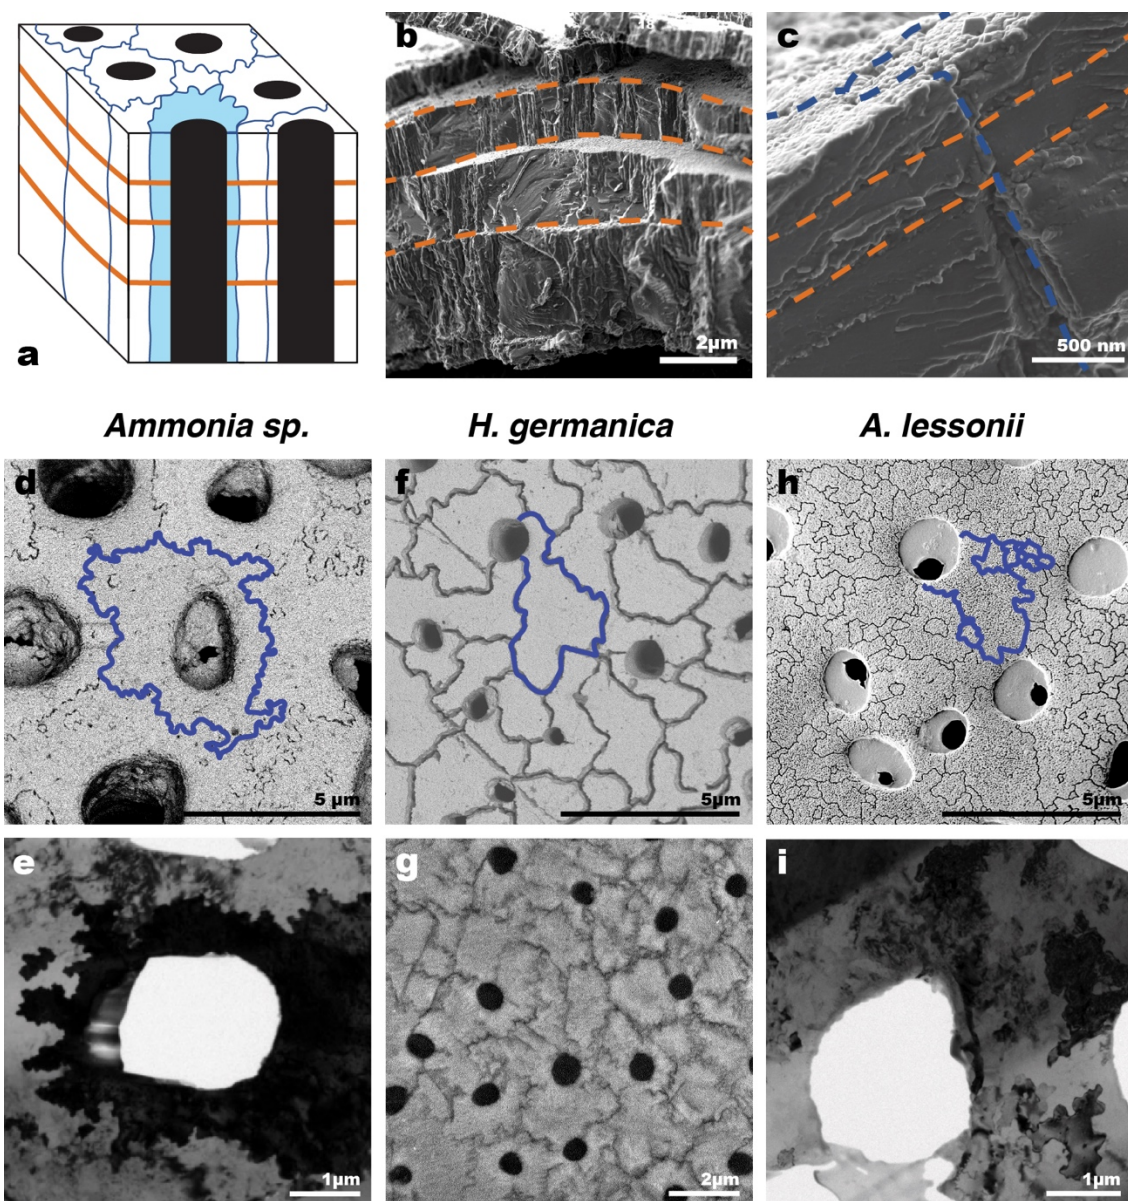 a
b
2µm
c
500 nm
Ammonia sp.
H. germanica
A. lessonii
d
5 µm
f
5µm
h
5µm
e
1µm
g
2µm
i
1µm